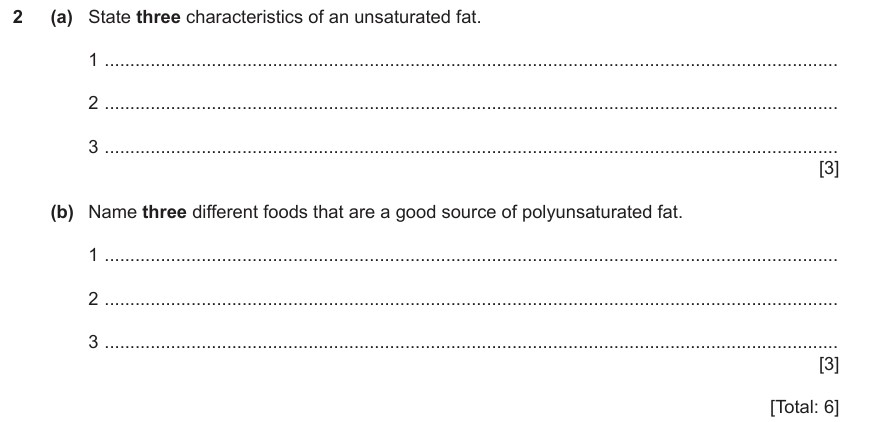 2 (a) State three characteristics of an unsaturated fat.
1 ..............................................................................................................................................
2 ..............................................................................................................................................
3 ..............................................................................................................................................
[3]
(b) Name three different foods that are a good source of polyunsaturated fat.
1 ..............................................................................................................................................
2 ..............................................................................................................................................
3 ..............................................................................................................................................
[3]
[Total: 6]